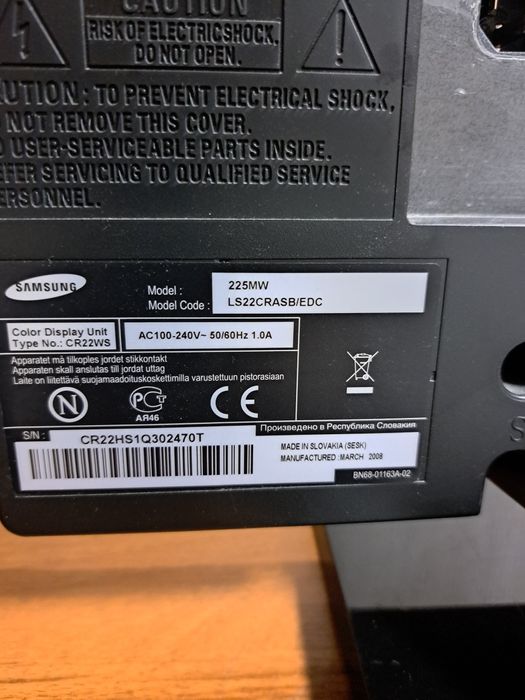 CAUTION
RISK OF ELECTRIC SHOCK,
DO NOT OPEN.
UTION: TO PREVENT ELECTRICAL SHOCK,
NOT REMOVE THIS COVER.
USER-SERVICEABLE PARTS INSIDE.
FER SERVICING TO QUALIFIED SERVICE
ERSONNEL.
SAMSUNG
Model : 225MW
Model Code : LS22CRASB/EDC
Color Display Unit
Type No.: CR22WS
AC100-240V~ 50/60Hz 1.0A
Apparatet må tilkoples jordet stikkontakt
Apparaten skall anslutas till jordat uttag
Laite on liitettävä suojamaadoituskoskettimilla varustettuun pistorasiaan
N
PCT
АЯ46
CE
Произведено в Республика Словакия
S/N :
CR22HS1Q302470T
MADE IN SLOVAKIA (SESK)
MANUFACTURED :MARCH 2008
BN68-01163A-02
S